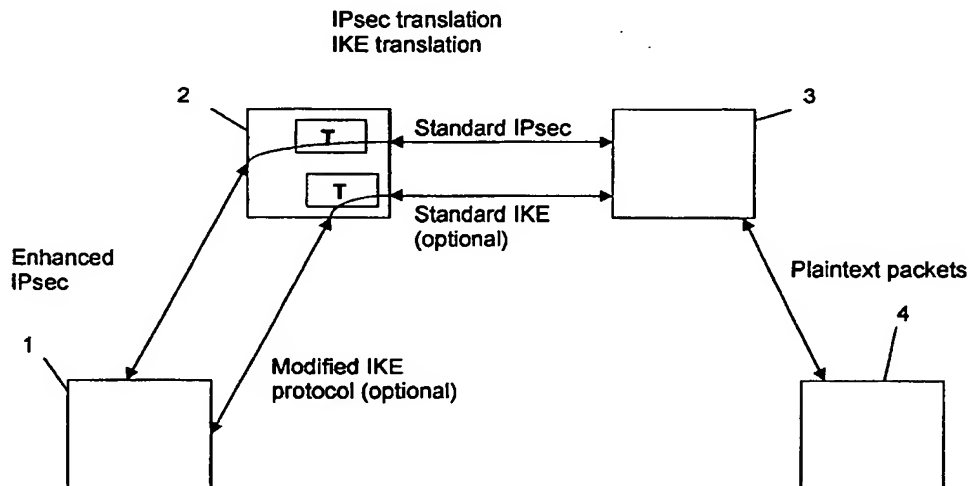 IPsec translation
IKE translation
2
3
T
Standard IPsec
T
Standard IKE
(optional)
Enhanced
IPsec
Plaintext packets
1
4
Modified IKE
protocol (optional)